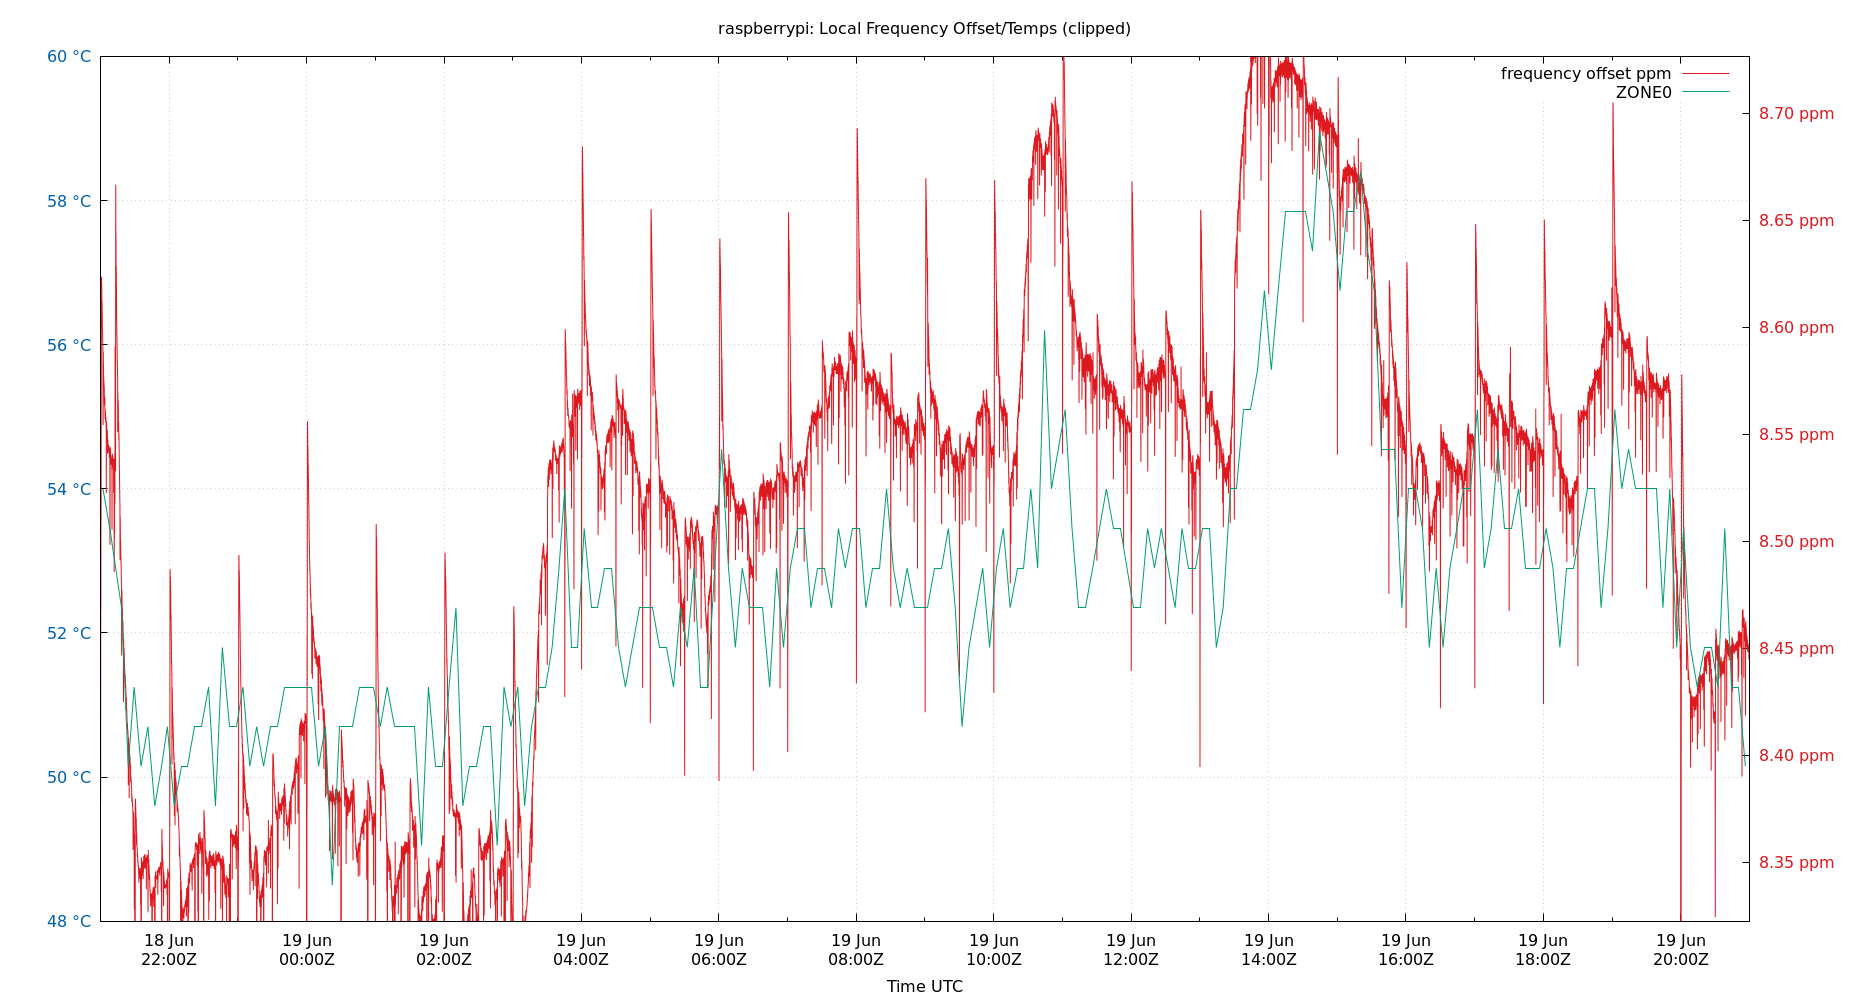 raspberrypi: Local Frequency Offset/Temps (clipped)
60 °C
58 °C
56 °C
54 °C
52 °C
50 °C
48 °C
frequency offset ppm
ZONE0
8.70 ppm
8.65 ppm
8.60 ppm
8.55 ppm
8.50 ppm
8.45 ppm
8.40 ppm
8.35 ppm
18 Jun 19 Jun 19 Jun 19 Jun 19 Jun 19 Jun 19 Jun 19 Jun 19 Jun 19 Jun 19 Jun 19 Jun
22:00Z 00:00Z 02:00Z 04:00Z 06:00Z 08:00Z 10:00Z 12:00Z 14:00Z 16:00Z 18:00Z 20:00Z
Time UTC